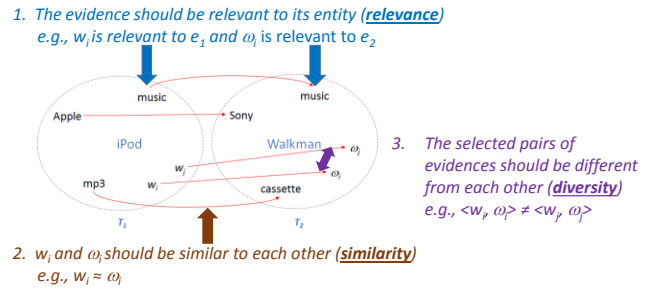 1. The evidence should be relevant to its entity (relevance)
e.g., wᵢ is relevant to e₁ and ωⱼ is relevant to e₂
music
music
Apple
Sony
iPod
Walkman
ωⱼ
wⱼ
ωᵢ
mp3
wᵢ
cassette
T₁
T₂
3. The selected pairs of
evidences should be different
from each other (diversity)
e.g., <wᵢ, ωᵢ> ≠ <wⱼ, ωⱼ>
2. wᵢ and ωᵢ should be similar to each other (similarity)
e.g., wᵢ ≈ ωᵢ